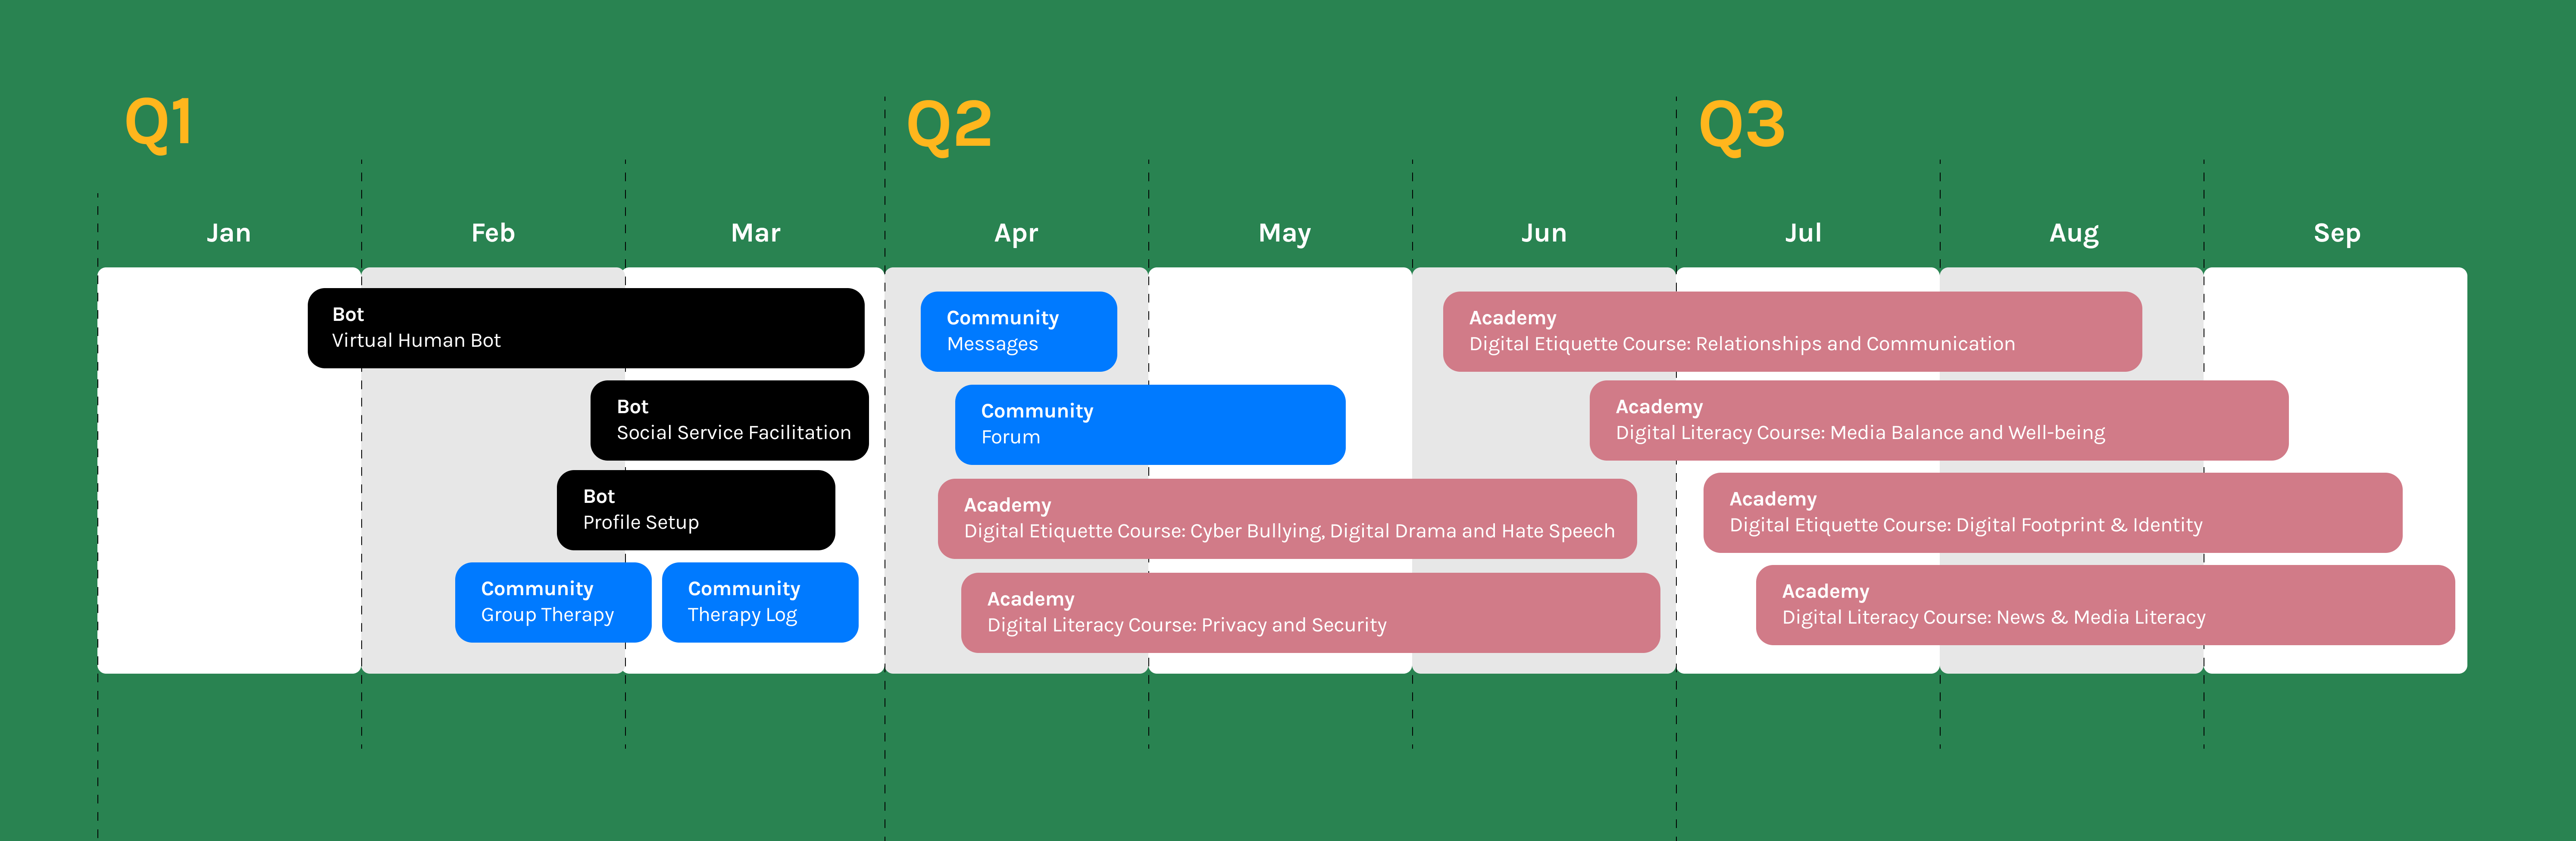 Q1
Q2
Q3
Jan
Feb
Mar
Apr
May
Jun
Jul
Aug
Sep
Bot
Virtual Human Bot
Community
Messages
Academy
Digital Etiquette Course: Relationships and Communication
Bot
Social Service Facilitation
Community
Forum
Academy
Digital Literacy Course: Media Balance and Well-being
Bot
Profile Setup
Academy
Digital Etiquette Course: Cyber Bullying, Digital Drama and Hate Speech
Academy
Digital Etiquette Course: Digital Footprint & Identity
Community
Group Therapy
Community
Therapy Log
Academy
Digital Literacy Course: Privacy and Security
Academy
Digital Literacy Course: News & Media Literacy